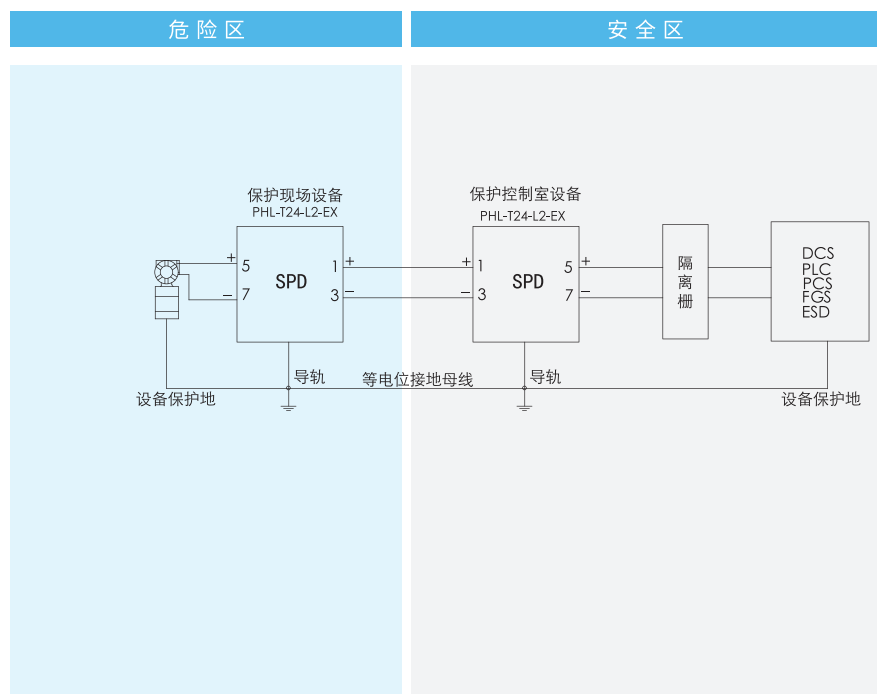 危险区
安全区
保护现场设备
PHL-T24-L2-EX
保护控制室设备
PHL-T24-L2-EX
+ 5 1 +
SPD
− 7 3 −
+ 1 5 +
SPD
− 3 7 −
隔
离
栅
DCS
PLC
PCS
FGS
ESD
导轨
等电位接地母线
导轨
设备保护地
设备保护地